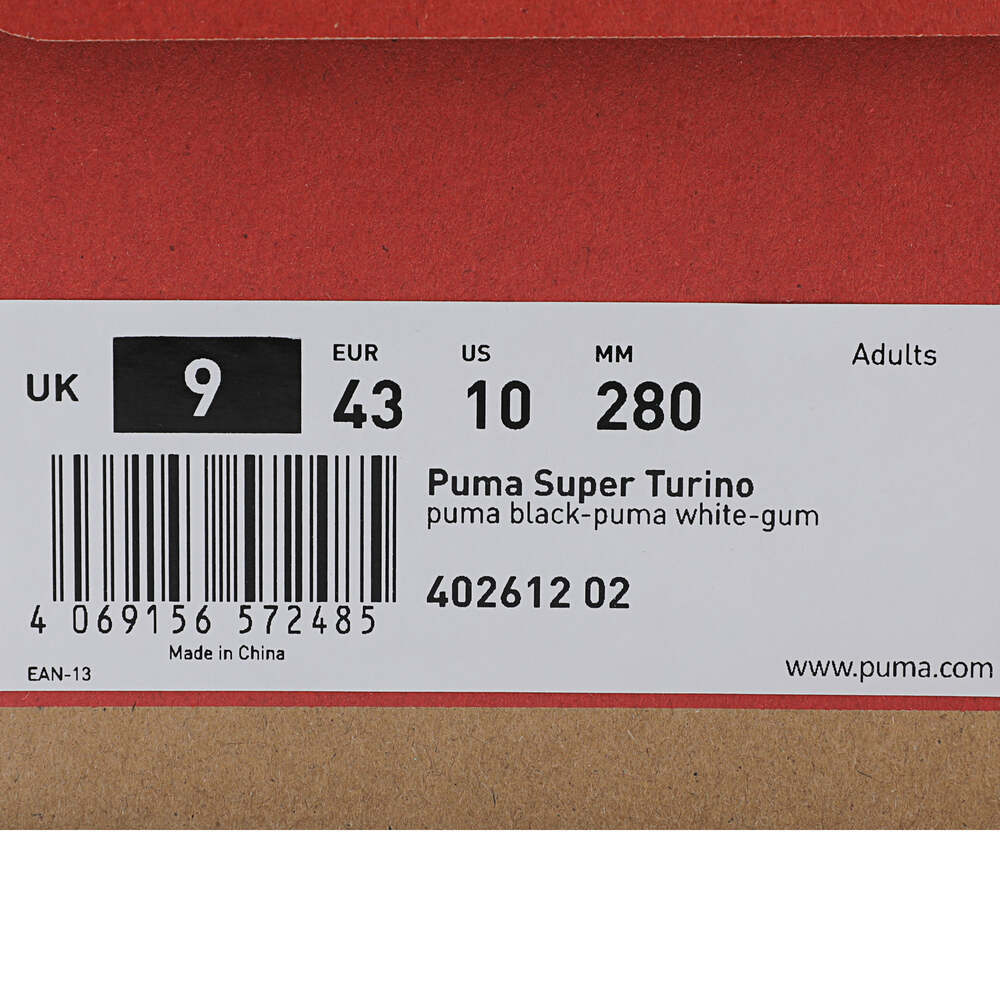 UK 9
EUR US MM Adults
43 10 280
Puma Super Turino
puma black-puma white-gum
402612 02
4 069156 572485
Made in China
EAN-13
www.puma.com